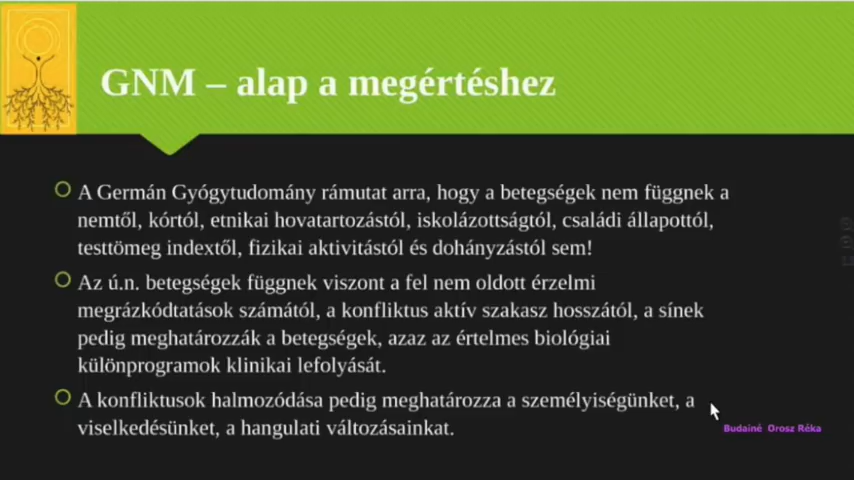 GNM – alap a megértéshez
A Germán Gyógytudomány rámutat arra, hogy a betegségek nem függnek a
nemtől, kórtól, etnikai hovatartozástól, iskolázottságtól, családi állapottól,
testtömeg indextől, fizikai aktivitástól és dohányzástól sem!
Az ú.n. betegségek függnek viszont a fel nem oldott érzelmi
megrázkódtatások számától, a konfliktus aktív szakasz hosszától, a sínek
pedig meghatározzák a betegségek, azaz az értelmes biológiai
különprogramok klinikai lefolyását.
A konfliktusok halmozódása pedig meghatározza a személyiségünket, a
viselkedésünket, a hangulati változásainkat.
Budainé Orosz Réka